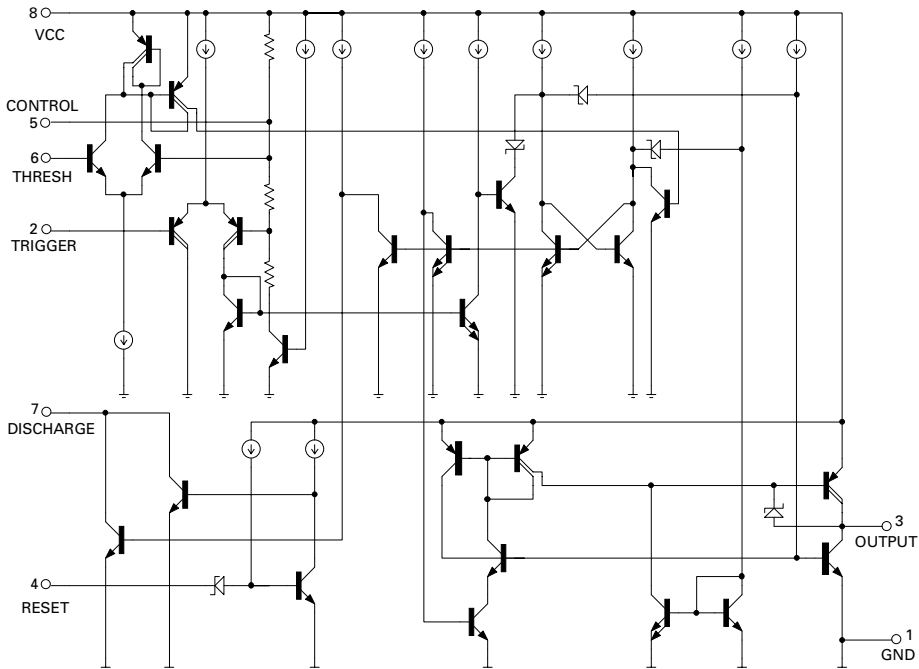 8
VCC
CONTROL
5
6
THRESH
2
TRIGGER
7
DISCHARGE
3
OUTPUT
4
RESET
1
GND